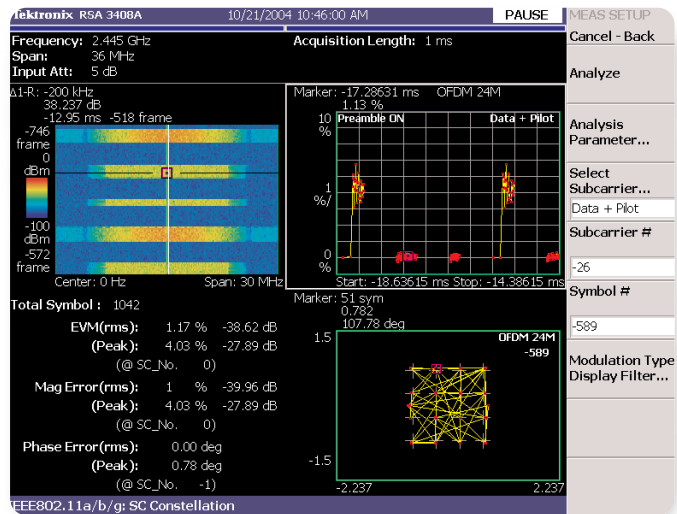 Tektronix RSA 3408A 10/21/2004 10:46:00 AM PAUSE MEAS SETUP
Cancel - Back
Frequency: 2.445 GHz
Span: 36 MHz
Input Att: 5 dB
Acquisition Length: 1 ms
Analyze
Δ1-R: -200 kHz
38.237 dB
-12.95 ms -518 frame
-746
frame
0
dBm
-100
dBm
-572
frame
Center: 0 Hz Span: 30 MHz
Marker: -17.28631 ms OFDM 24M
1.13 %
10
%
Preamble ON Data + Pilot
1
%/
0
%
Start: -18.63615 ms Stop: -14.38615 ms
Analysis
Parameter...
Select
Subcarrier...
Data + Pilot
Subcarrier #
-26
Symbol #
-589
Modulation Type
Display Filter...
Total Symbol : 1042
EVM(rms): 1.17 % -38.62 dB
(Peak): 4.03 % -27.89 dB
(@ SC_No. 0)
Mag Error(rms): 1 % -39.96 dB
(Peak): 4.03 % -27.89 dB
(@ SC_No. 0)
Phase Error(rms): 0.00 deg
(Peak): 0.78 deg
(@ SC_No. -1)
Marker: 51 sym
0.782
107.78 deg
1.5
OFDM 24M
-589
-1.5
-2.237 2.237
IEEE802.11a/b/g: SC Constellation